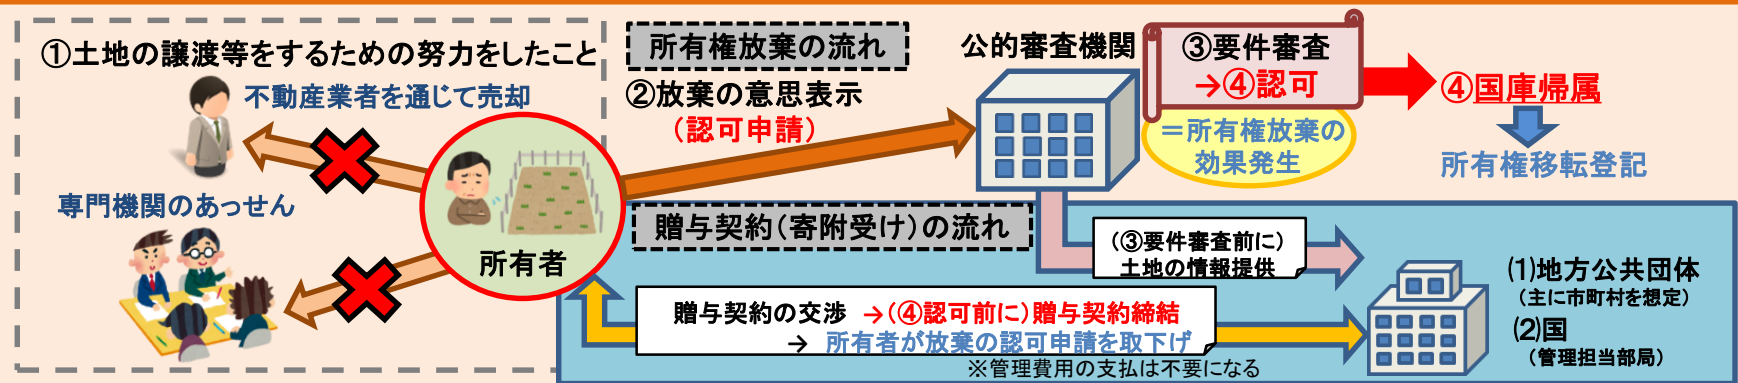 ①土地の譲渡等をするための努力をしたこと
不動産業者を通じて売却
専門機関のあっせん
所有者
所有権放棄の流れ
②放棄の意思表示
(認可申請)
公的審査機関
③要件審査
→④認可
＝所有権放棄の
効果発生
④国庫帰属
所有権移転登記
贈与契約(寄附受け)の流れ
(③要件審査前に)
土地の情報提供
贈与契約の交渉 →(④認可前に)贈与契約締結
→ 所有者が放棄の認可申請を取下げ
※管理費用の支払は不要になる
⑴地方公共団体
(主に市町村を想定)
⑵国
(管理担当部局)